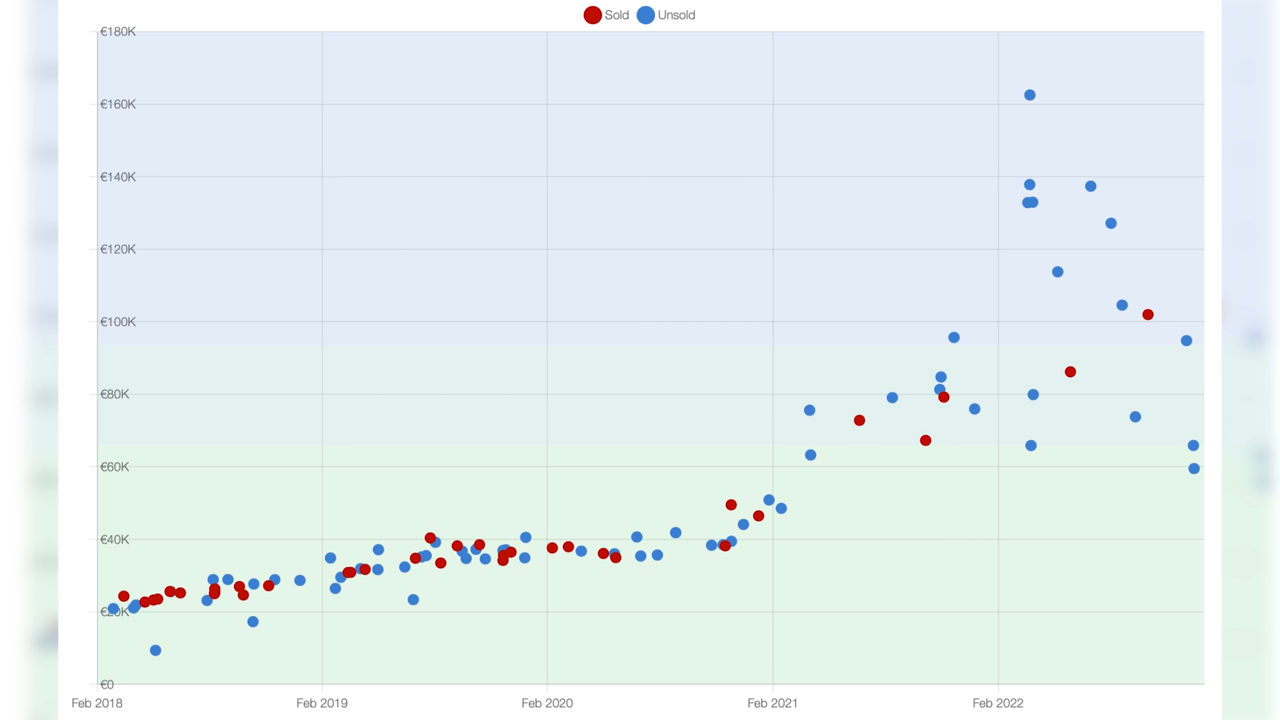 Sold Unsold
€180K
€160K
€140K
€120K
€100K
€80K
€60K
€40K
€20K
€0
Feb 2018 Feb 2019 Feb 2020 Feb 2021 Feb 2022